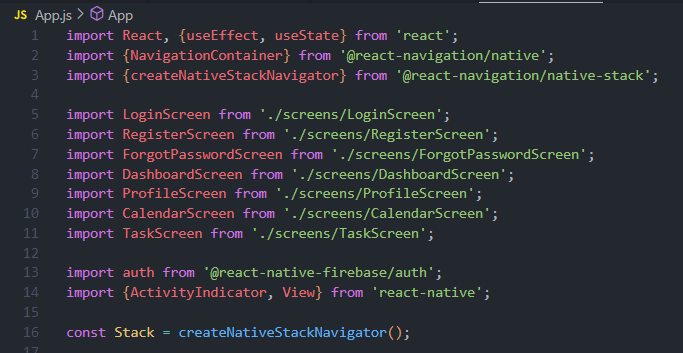 JS App.js > App
1 import React, {useEffect, useState} from 'react';
2 import {NavigationContainer} from '@react-navigation/native';
3 import {createNativeStackNavigator} from '@react-navigation/native-stack';
4
5 import LoginScreen from './screens/LoginScreen';
6 import RegisterScreen from './screens/RegisterScreen';
7 import ForgotPasswordScreen from './screens/ForgotPasswordScreen';
8 import DashboardScreen from './screens/DashboardScreen';
9 import ProfileScreen from './screens/ProfileScreen';
10 import CalendarScreen from './screens/CalendarScreen';
11 import TaskScreen from './screens/TaskScreen';
12
13 import auth from '@react-native-firebase/auth';
14 import {ActivityIndicator, View} from 'react-native';
15
16 const Stack = createNativeStackNavigator();
17